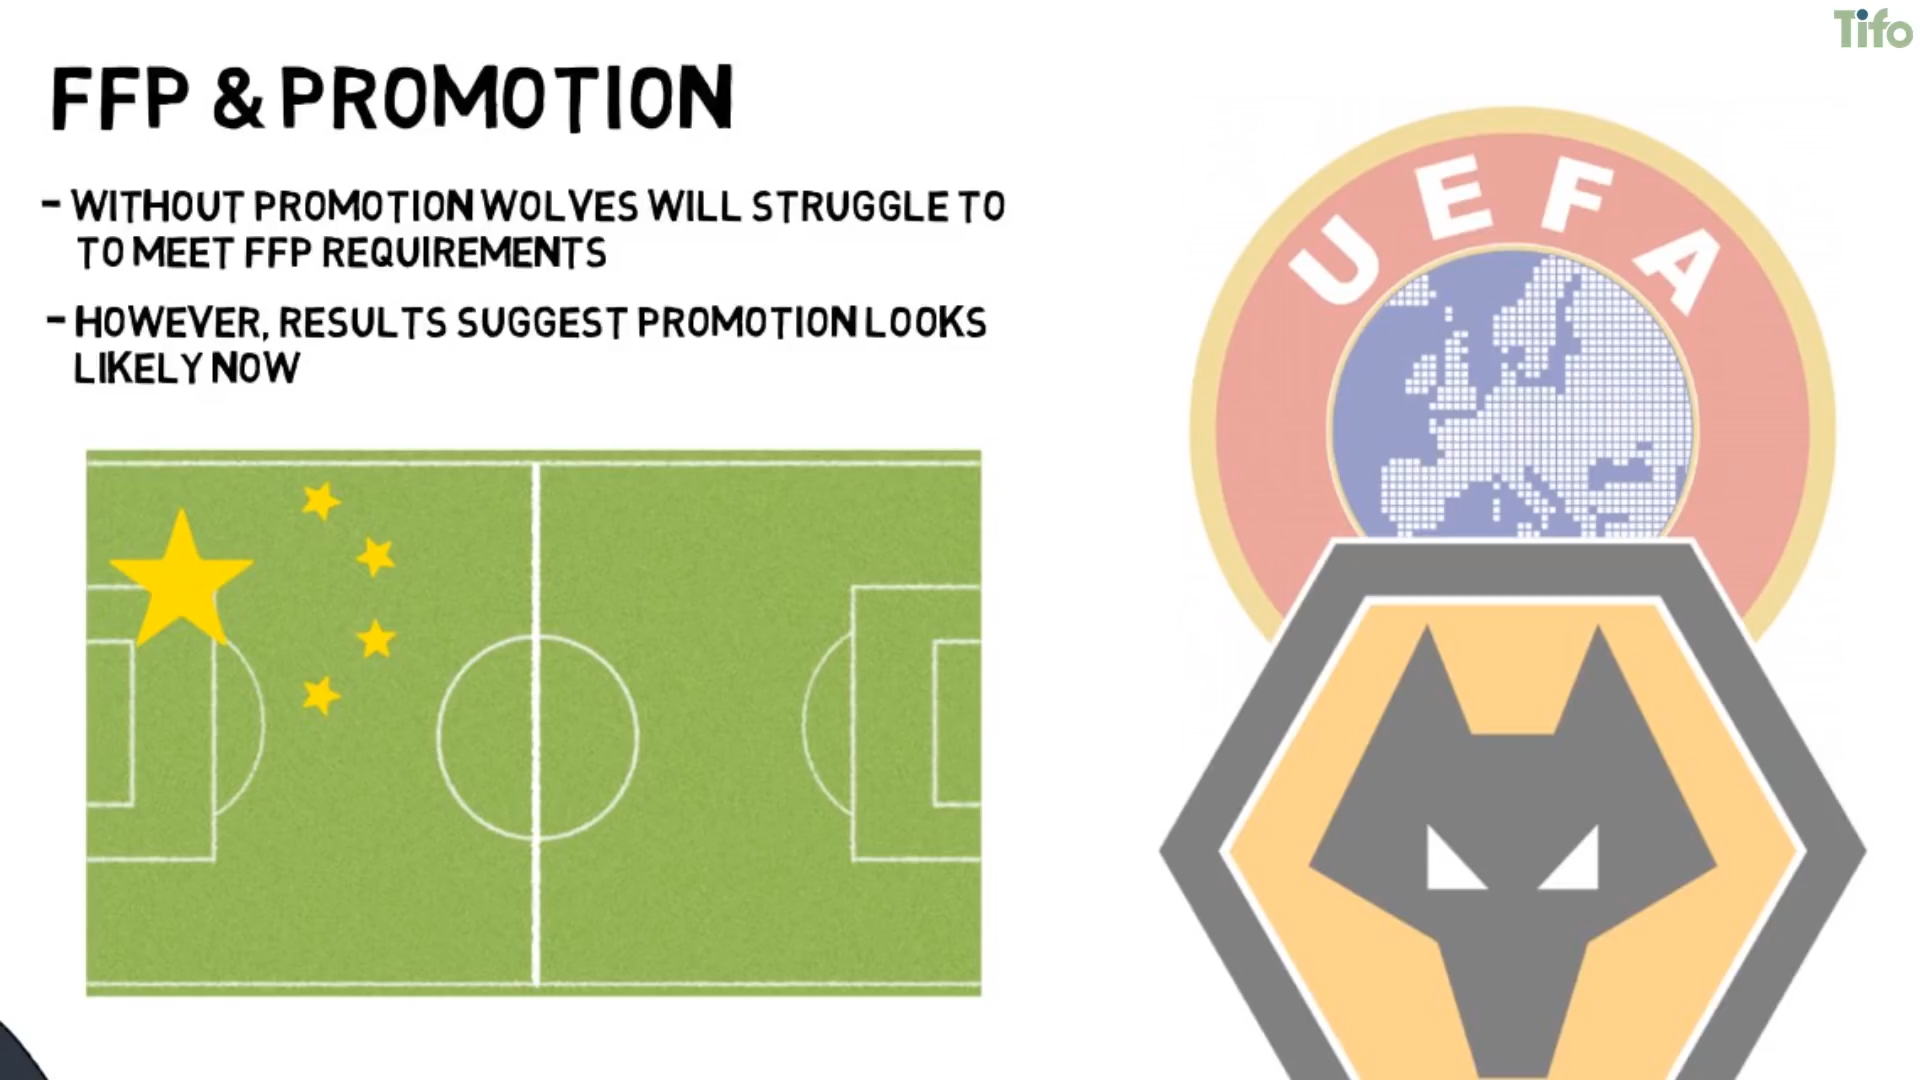 Tifo
FFP & PROMOTION
- WITHOUT PROMOTION WOLVES WILL STRUGGLE TO
TO MEET FFP REQUIREMENTS
- HOWEVER, RESULTS SUGGEST PROMOTION LOOKS
LIKELY NOW
UEFA